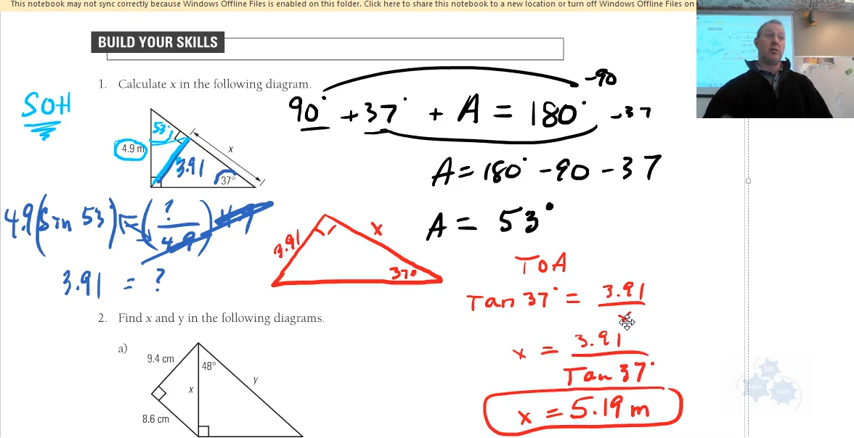 This notebook may not sync correctly because Windows Offline Files is enabled on this folder. Click here to share this notebook to a new location or turn off Windows Offline Files on
BUILD YOUR SKILLS
1. Calculate x in the following diagram.
SOH
53°
4.9 m
x
3.91
37°
90° + 37° + A = 180°
-90
-37
A = 180° - 90 - 37
A = 53°
4.9(Sin 53) = (?/4.9) 4.9
3.91 = ?
3.91
x
37°
TOA
Tan 37° = 3.91/x
x = 3.91/Tan 37°
x = 5.19 m
2. Find x and y in the following diagrams.
a)
9.4 cm
48°
x
y
8.6 cm